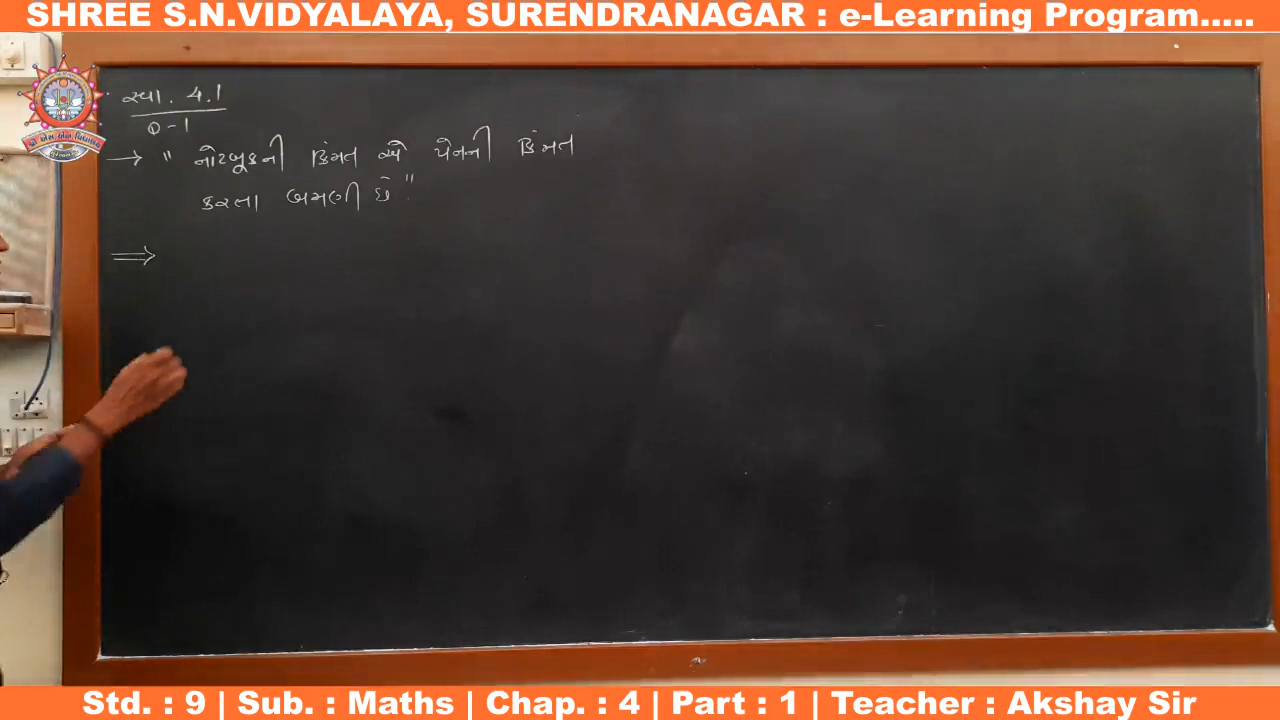 SHREE S.N.VIDYALAYA, SURENDRANAGAR : e-Learning Program.....
સ્વા. 4.1
Q-1
→ " નોટબૂકની કિંમત એ પેનની કિંમત
કરતા બમણી છે"
⇒
Std. : 9 | Sub. : Maths | Chap. : 4 | Part : 1 | Teacher : Akshay Sir